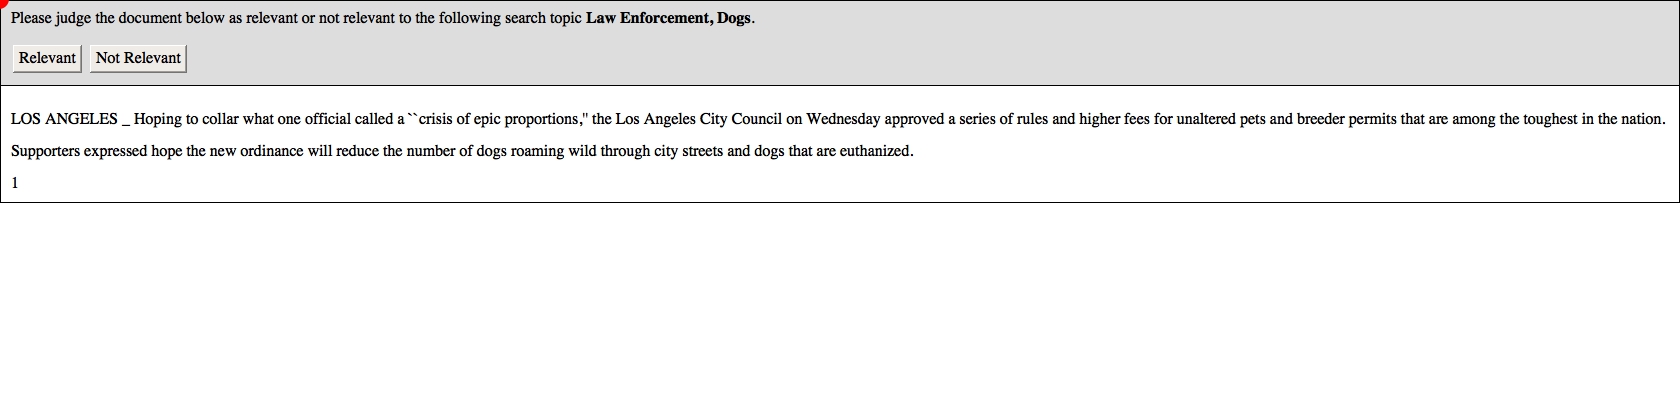 Please judge the document below as relevant or not relevant to the following search topic Law Enforcement, Dogs.
Relevant Not Relevant
LOS ANGELES _ Hoping to collar what one official called a ``crisis of epic proportions,'' the Los Angeles City Council on Wednesday approved a series of rules and higher fees for unaltered pets and breeder permits that are among the toughest in the nation.
Supporters expressed hope the new ordinance will reduce the number of dogs roaming wild through city streets and dogs that are euthanized.
1